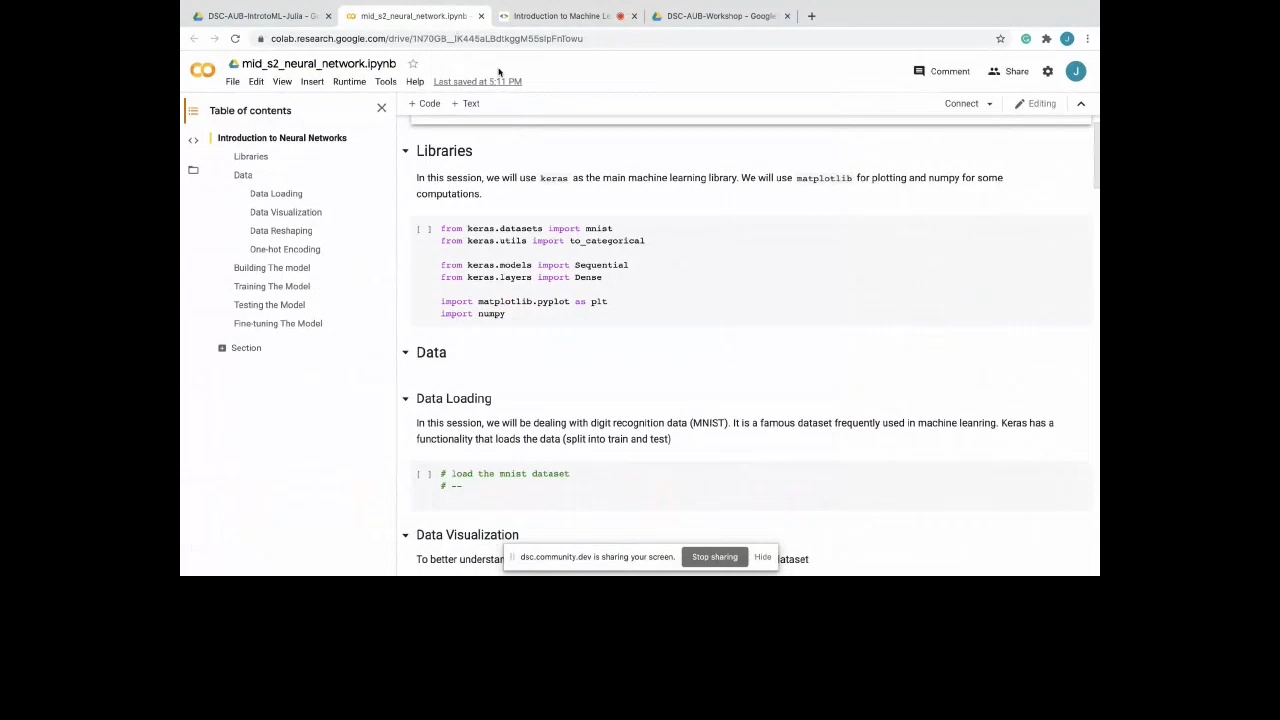 DSC-AUB-IntrotoML-Julia - G
mid_s2_neural_network.ipynb
Introduction to Machine Le
DSC-AUB-Workshop - Google
colab.research.google.com/drive/1N70GB__lK445aLBdtkggM55sIpFnTowu
mid_s2_neural_network.ipynb
File Edit View Insert Runtime Tools Help Last saved at 5:11 PM
Comment Share J
Table of contents
+ Code + Text Connect Editing
Introduction to Neural Networks
Libraries
Data
Data Loading
Data Visualization
Data Reshaping
One-hot Encoding
Building The model
Training The Model
Testing the Model
Fine-tuning The Model
Section
Libraries
In this session, we will use keras as the main machine learning library. We will use matplotlib for plotting and numpy for some
computations.
[ ] from keras.datasets import mnist
from keras.utils import to_categorical
from keras.models import Sequential
from keras.layers import Dense
import matplotlib.pyplot as plt
import numpy
Data
Data Loading
In this session, we will be dealing with digit recognition data (MNIST). It is a famous dataset frequently used in machine leanring. Keras has a
functionality that loads the data (split into train and test)
[ ] # load the mnist dataset
# --
Data Visualization
To better understan
dataset
dsc.community.dev is sharing your screen. Stop sharing Hide